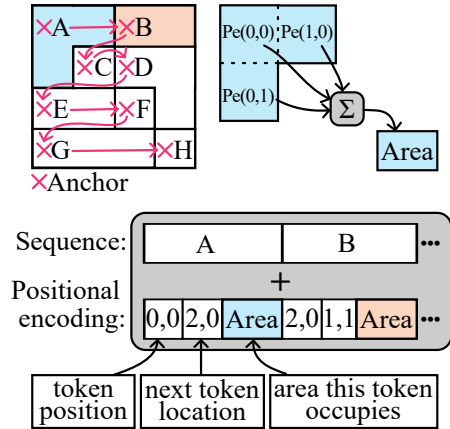 A B
C D
E F
G H
Anchor
Pe(0,0) Pe(1,0)
Pe(0,1)
Σ
Area
Sequence: A B •••
+
Positional
encoding: 0,0 2,0 Area 2,0 1,1 Area •••
token
position
next token
location
area this token
occupies